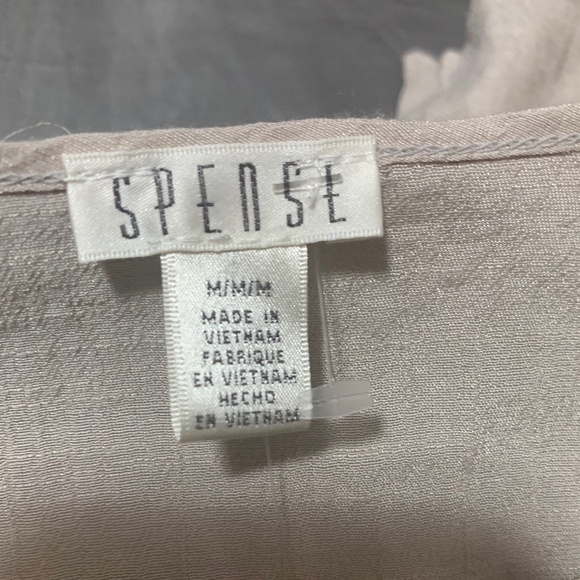 SPENSE
M/M/M
MADE IN
VIETNAM
FABRIQUE
EN VIETNAM
HECHO
EN VIETNAM